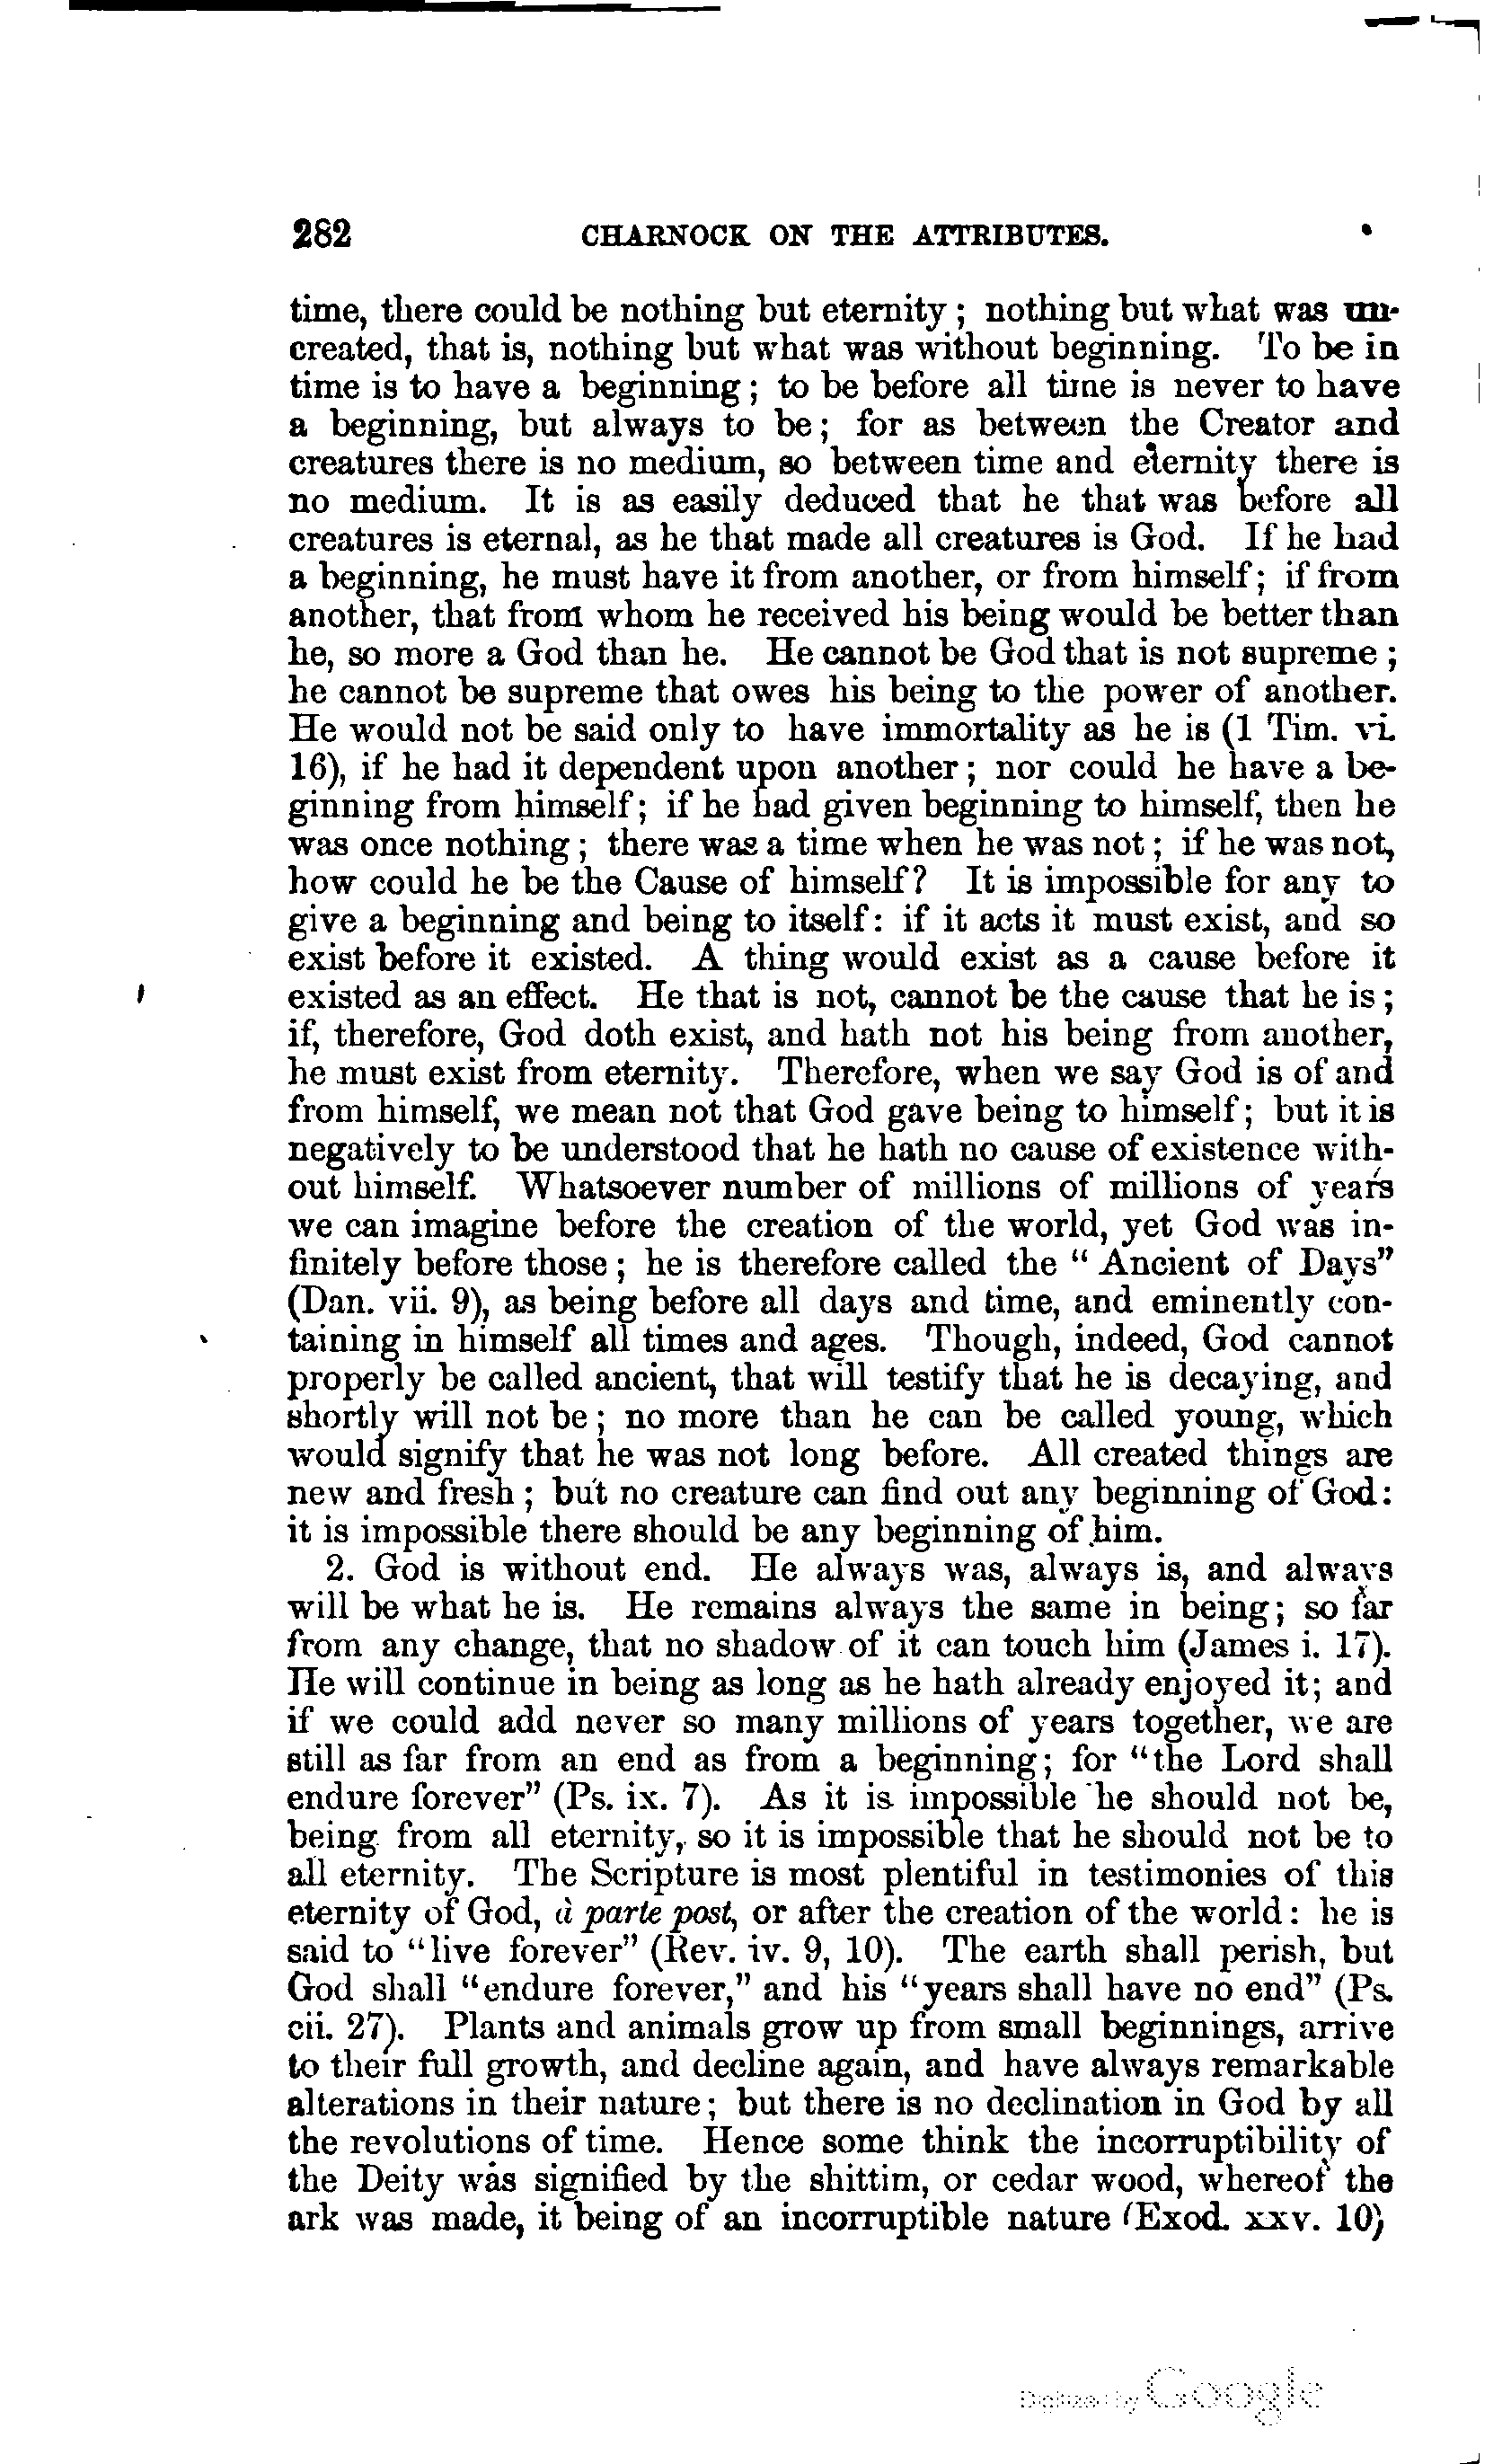 282 CHARNOCK ON THE ATTRIBUTES.
time, there could be nothing but eternity; nothing but what was un-
created, that is, nothing but what was without beginning. To be in
time is to have a beginning; to be before all time is never to have
a beginning, but always to be; for as between the Creator and
creatures there is no medium, so between time and eternity there is
no medium. It is as easily deduced that he that was before all
creatures is eternal, as he that made all creatures is God. If he had
a beginning, he must have it from another, or from himself; if from
another, that from whom he received his being would be better than
he, so more a God than he. He cannot be God that is not supreme;
he cannot be supreme that owes his being to the power of another.
He would not be said only to have immortality as he is (1 Tim. vi.
16), if he had it dependent upon another; nor could he have a be-
ginning from himself; if he had given beginning to himself, then he
was once nothing; there was a time when he was not; if he was not,
how could he be the Cause of himself? It is impossible for any to
give a beginning and being to itself: if it acts it must exist, and so
exist before it existed. A thing would exist as a cause before it
existed as an effect. He that is not, cannot be the cause that he is;
if, therefore, God doth exist, and hath not his being from another,
he must exist from eternity. Therefore, when we say God is of and
from himself, we mean not that God gave being to himself; but it is
negatively to be understood that he hath no cause of existence with-
out himself. Whatsoever number of millions of millions of years
we can imagine before the creation of the world, yet God was in-
finitely before those; he is therefore called the "Ancient of Days"
(Dan. vii. 9), as being before all days and time, and eminently con-
taining in himself all times and ages. Though, indeed, God cannot
properly be called ancient, that will testify that he is decaying, and
shortly will not be; no more than he can be called young, which
would signify that he was not long before. All created things are
new and fresh; but no creature can find out any beginning of God:
it is impossible there should be any beginning of him.
2. God is without end. He always was, always is, and always
will be what he is. He remains always the same in being; so far
from any change, that no shadow of it can touch him (James i. 17).
He will continue in being as long as he hath already enjoyed it; and
if we could add never so many millions of years together, we are
still as far from an end as from a beginning; for "the Lord shall
endure forever" (Ps. ix. 7). As it is impossible he should not be,
being from all eternity, so it is impossible that he should not be to
all eternity. The Scripture is most plentiful in testimonies of this
eternity of God, à parte post, or after the creation of the world: he is
said to "live forever" (Rev. iv. 9, 10). The earth shall perish, but
God shall "endure forever," and his "years shall have no end" (Ps.
cii. 27). Plants and animals grow up from small beginnings, arrive
to their full growth, and decline again, and have always remarkable
alterations in their nature; but there is no declination in God by all
the revolutions of time. Hence some think the incorruptibility of
the Deity was signified by the shittim, or cedar wood, whereof the
ark was made, it being of an incorruptible nature (Exod. xxv. 10)
Digitized by Google